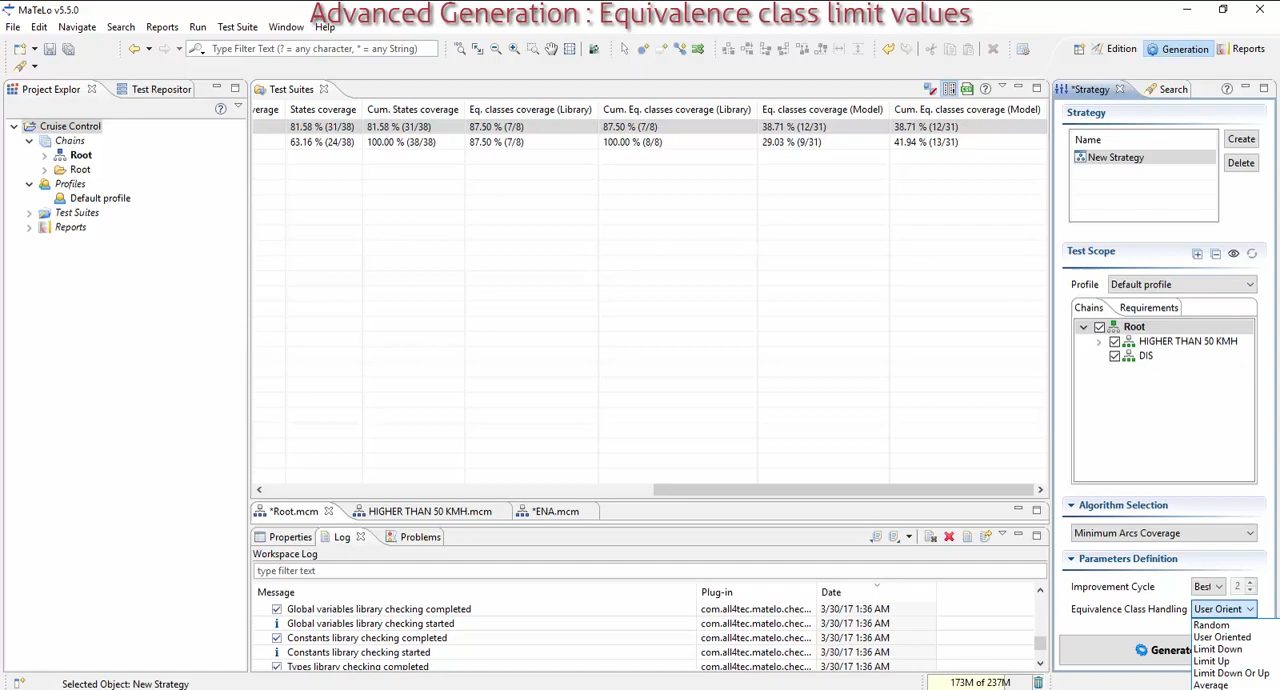 MaTeLo v5.5.0
Advanced Generation : Equivalence class limit values
File Edit Navigate Search Reports Run Test Suite Window Help
Type Filter Text (? = any character, * = any String)
Edition Generation Reports
Project Explor Test Repositor
Test Suites
*Strategy Search
verage States coverage Cum. States coverage Eq. classes coverage (Library) Cum. Eq. classes coverage (Library) Eq. classes coverage (Model) Cum. Eq. classes coverage (Model)
81.58 % (31/38) 81.58 % (31/38) 87.50 % (7/8) 87.50 % (7/8) 38.71 % (12/31) 38.71 % (12/31)
63.16 % (24/38) 100.00 % (38/38) 87.50 % (7/8) 100.00 % (8/8) 29.03 % (9/31) 41.94 % (13/31)
Cruise Control
Chains
Root
Root
Profiles
Default profile
Test Suites
Reports
Strategy
Name
New Strategy
Create
Delete
Test Scope
Profile Default profile
Chains Requirements
Root
HIGHER THAN 50 KMH
DIS
Algorithm Selection
Minimum Arcs Coverage
Parameters Definition
Improvement Cycle Best 2
Equivalence Class Handling User Orient
Random
User Oriented
Limit Down
Limit Up
Limit Down Or Up
Average
Generate
*Root.mcm HIGHER THAN 50 KMH.mcm *ENA.mcm
Properties Log Problems
Workspace Log
type filter text
Message Plug-in Date
Global variables library checking completed com.all4tec.matelo.chec... 3/30/17 1:36 AM
Global variables library checking started com.all4tec.matelo.chec... 3/30/17 1:36 AM
Constants library checking completed com.all4tec.matelo.chec... 3/30/17 1:36 AM
Constants library checking started com.all4tec.matelo.chec... 3/30/17 1:36 AM
Types library checking completed com.all4tec.matelo.chec... 3/30/17 1:36 AM
Selected Object: New Strategy
173M of 237M